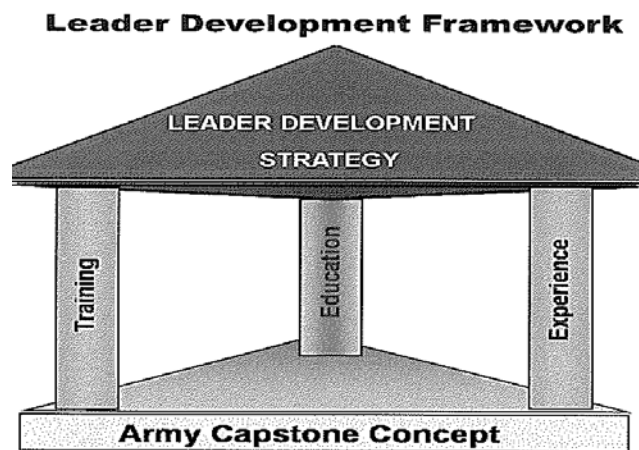 Leader Development Framework
LEADER DEVELOPMENT
STRATEGY
Training
Education
Experience
Army Capstone Concept